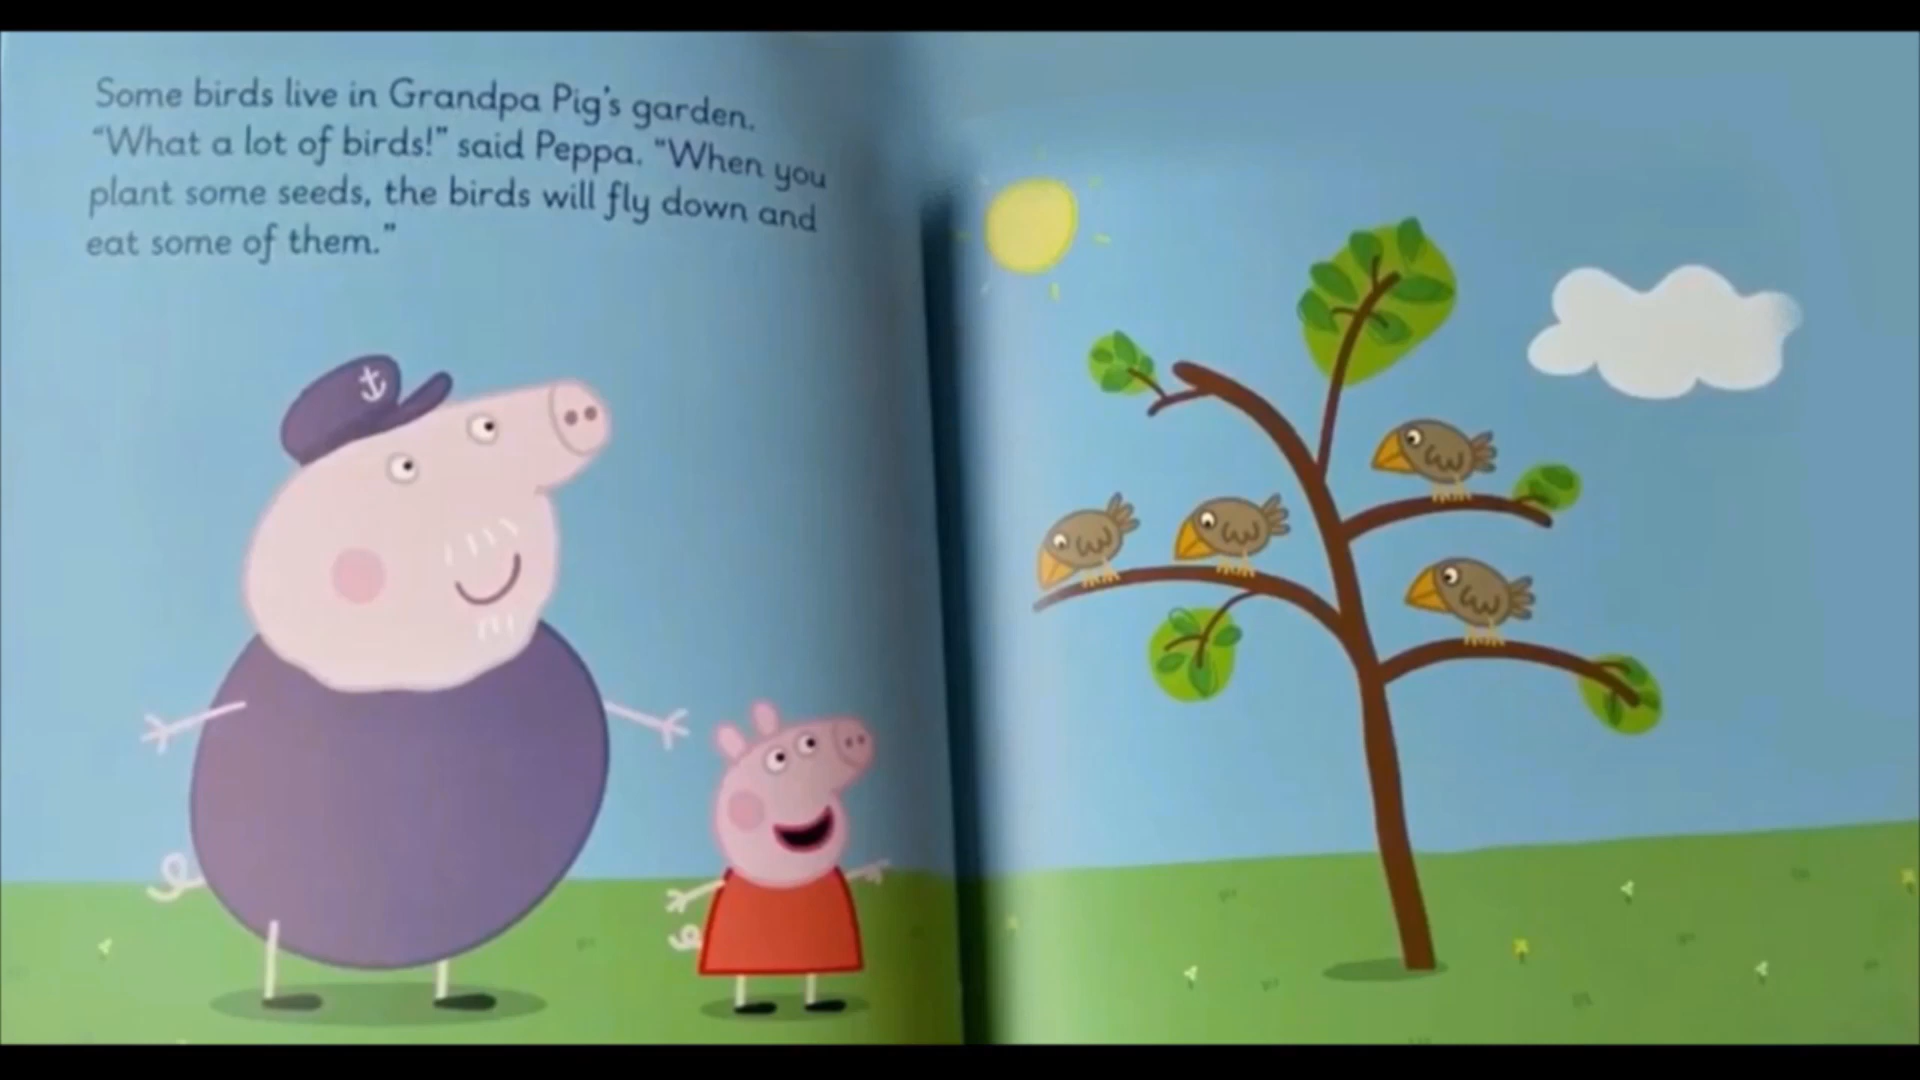 Some birds live in Grandpa Pig's garden.
“What a lot of birds!” said Peppa. “When you
plant some seeds, the birds will fly down and
eat some of them.”